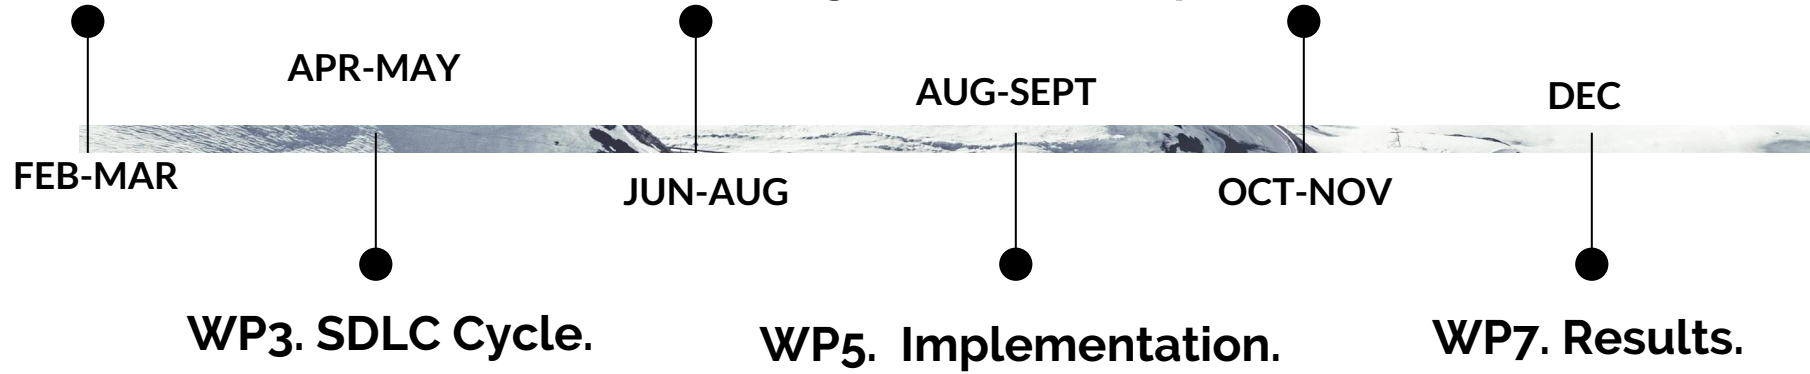 APR-MAY
AUG-SEPT
DEC
FEB-MAR
JUN-AUG
OCT-NOV
WP3. SDLC Cycle.
WP5. Implementation.
WP7. Results.